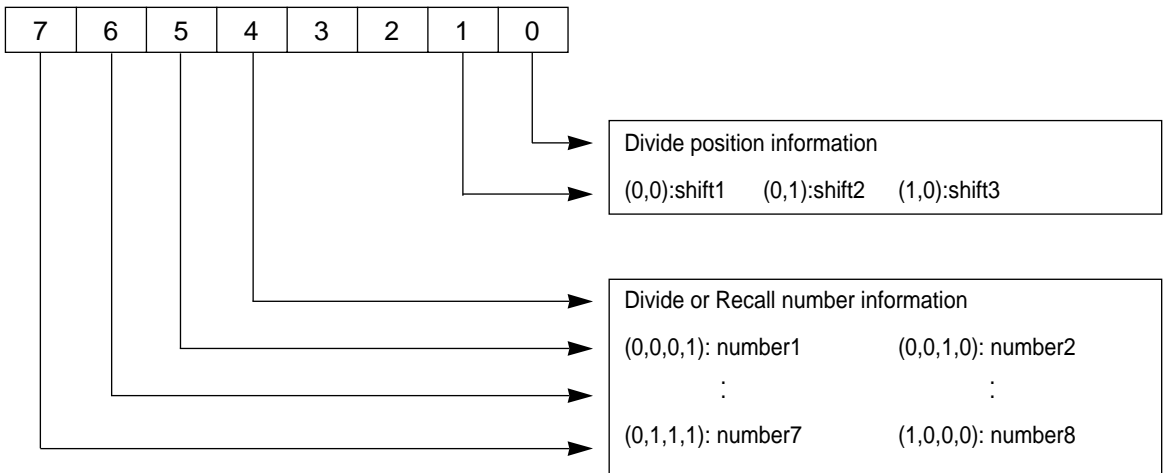 7 6 5 4 3 2 1 0
Divide position information
(0,0):shift1 (0,1):shift2 (1,0):shift3
Divide or Recall number information
(0,0,0,1): number1 (0,0,1,0): number2
: :
(0,1,1,1): number7 (1,0,0,0): number8